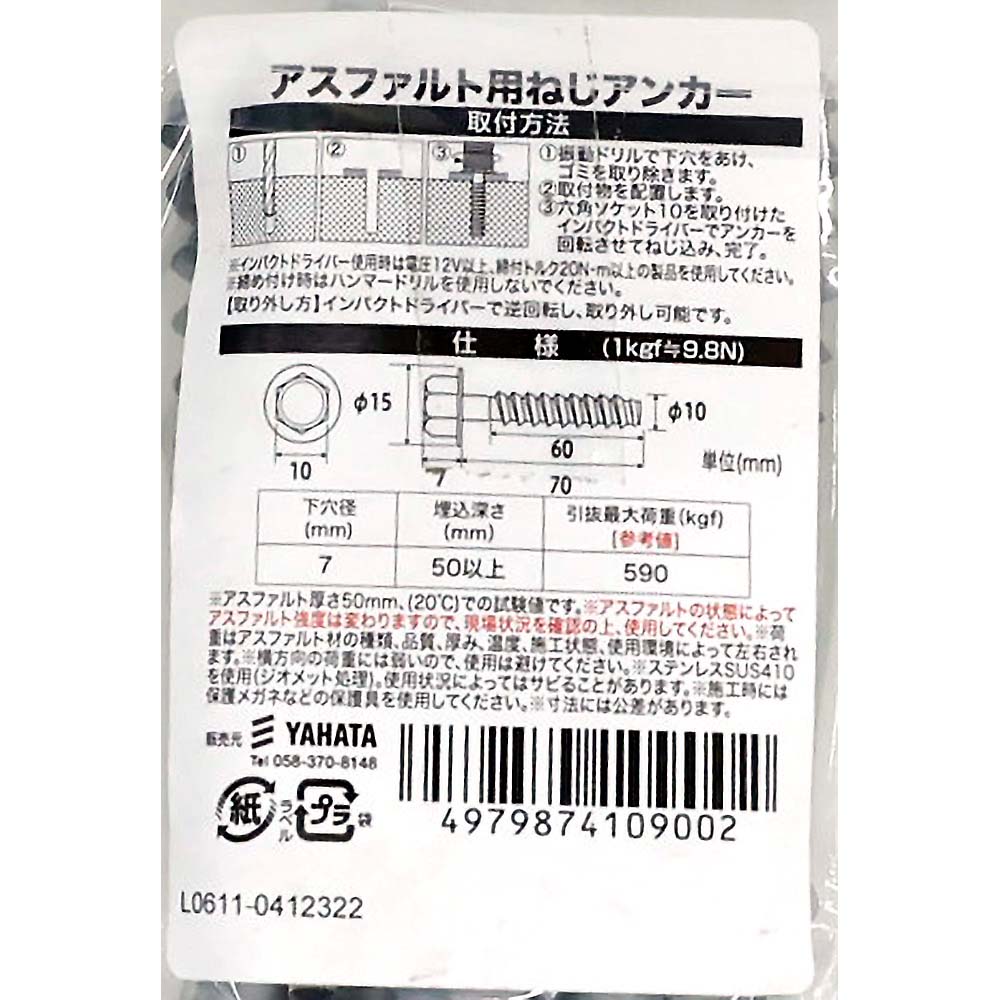 アスファルト用ねじアンカー
取付方法
① ② ③
①振動ドリルで下穴をあけ、
ゴミを取り除きます。
②取付物を配置します。
③六角ソケット10を取り付けた
インパクトドライバーでアンカーを
回転させてねじ込み、完了。
※インパクトドライバー使用時は電圧12V以上、締付トルク20N・m以上の製品を使用してください。
※締め付け時はハンマードリルを使用しないでください。
【取り外し方】インパクトドライバーで逆回転し、取り外し可能です。
仕 様 (1kgf≒9.8N)
φ15
φ10
10
60
7
70
単位(mm)
下穴径 埋込深さ 引抜最大荷重(kgf)
(mm) (mm) [参考値]
7 50以上 590
※アスファルト厚さ50mm、(20℃)での試験値です。※アスファルトの状態によって
アスファルト強度は変わりますので、現場状況を確認の上、使用してください。※荷
重はアスファルト材の種類、品質、厚み、温度、施工状態、使用環境によって左右され
ます。※横方向の荷重には弱いので、使用は避けてください。※ステンレスSUS410
を使用(ジオメット処理)。使用状況によってはサビることがあります。※施工時には
保護メガネなどの保護具を使用してください。※寸法には公差があります。
販売元 YAHATA
Tel 058-370-8148
紙 ラベル プラ 袋
4979874109002
L0611-0412322